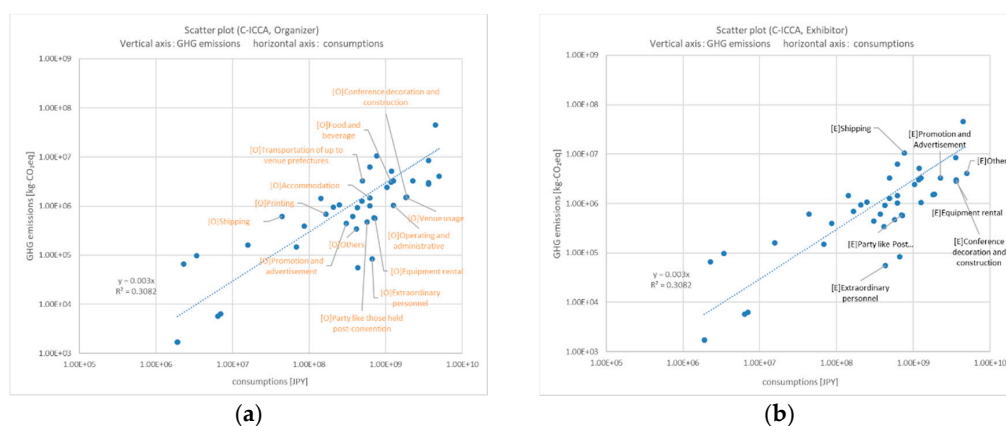 Scatter plot (C-ICCA, Organizer)
Vertical axis : GHG emissions horizontal axis : consumptions
1.00E+09
1.00E+08
1.00E+07
1.00E+06
1.00E+05
1.00E+04
1.00E+03
GHG emissions [kg-CO₂eq]
[O]Conference decoration and
construction
[O]Food and
beverage
[O]Transportation of up to
venue prefectures.
[O]Accommodation
[O]Printing
[O]Shipping
[O]Venue usage
[O]Operating and
administrative
[O]Others
[O]Promotion and
advertisement
[O]Equipment rental
[O]Extraordinary
personnel
[O]Party like those held
post-convention
y = 0.003x
R² = 0.3082
1.00E+05 1.00E+06 1.00E+07 1.00E+08 1.00E+09 1.00E+10
consumptions [JPY]
(a)
Scatter plot (C-ICCA, Exhibitor)
Vertical axis : GHG emissions horizontal axis : consumptions
1.00E+09
1.00E+08
1.00E+07
1.00E+06
1.00E+05
1.00E+04
1.00E+03
GHG emissions [kg-CO₂eq]
[E]Shipping
[E]Promotion and
Advertisement
[E]Other
[E]Equipment rental
[E]Party like Post...
[E]Conference
decoration and
construction
[E]Extraordinary
personnel
y = 0.003x
R² = 0.3082
1.00E+05 1.00E+06 1.00E+07 1.00E+08 1.00E+09 1.00E+10
consumptions [JPY]
(b)